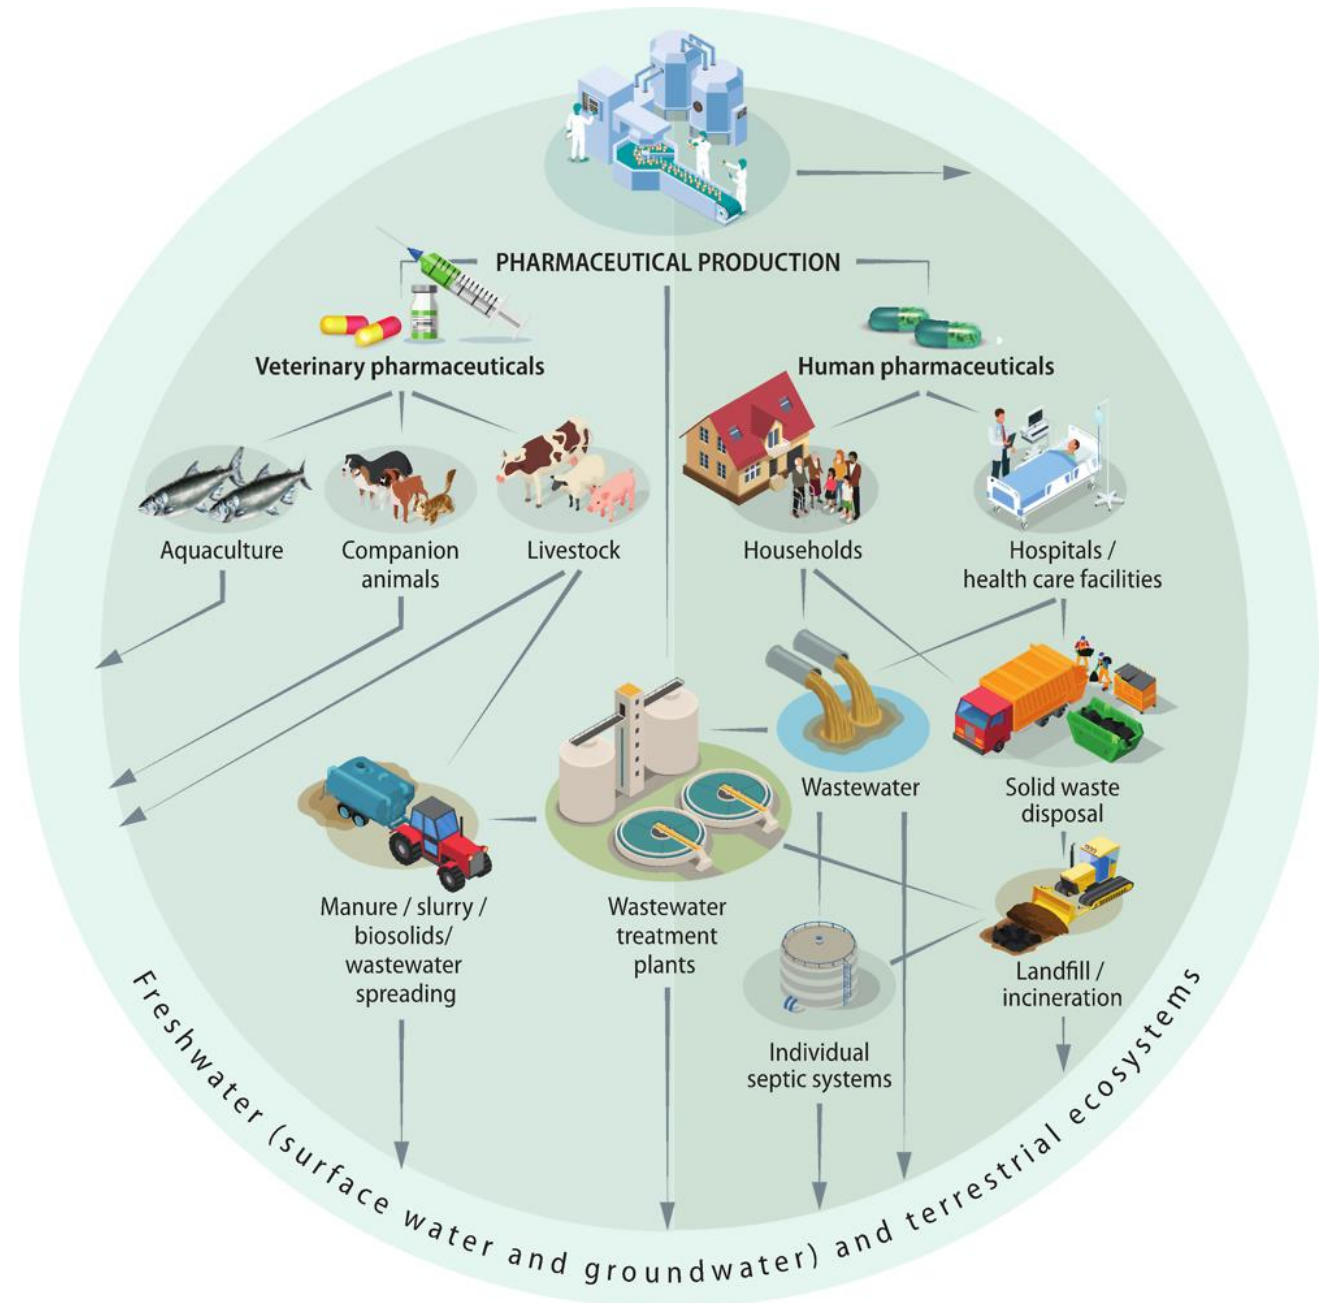 PHARMACEUTICAL PRODUCTION
Veterinary pharmaceuticals
Human pharmaceuticals
Aquaculture
Companion
animals
Livestock
Households
Hospitals /
health care facilities
Wastewater
Solid waste
disposal
Manure / slurry /
biosolids/
wastewater
spreading
Wastewater
treatment
plants
Landfill /
incineration
Individual
septic systems
Freshwater (surface water and groundwater) and terrestrial ecosystems